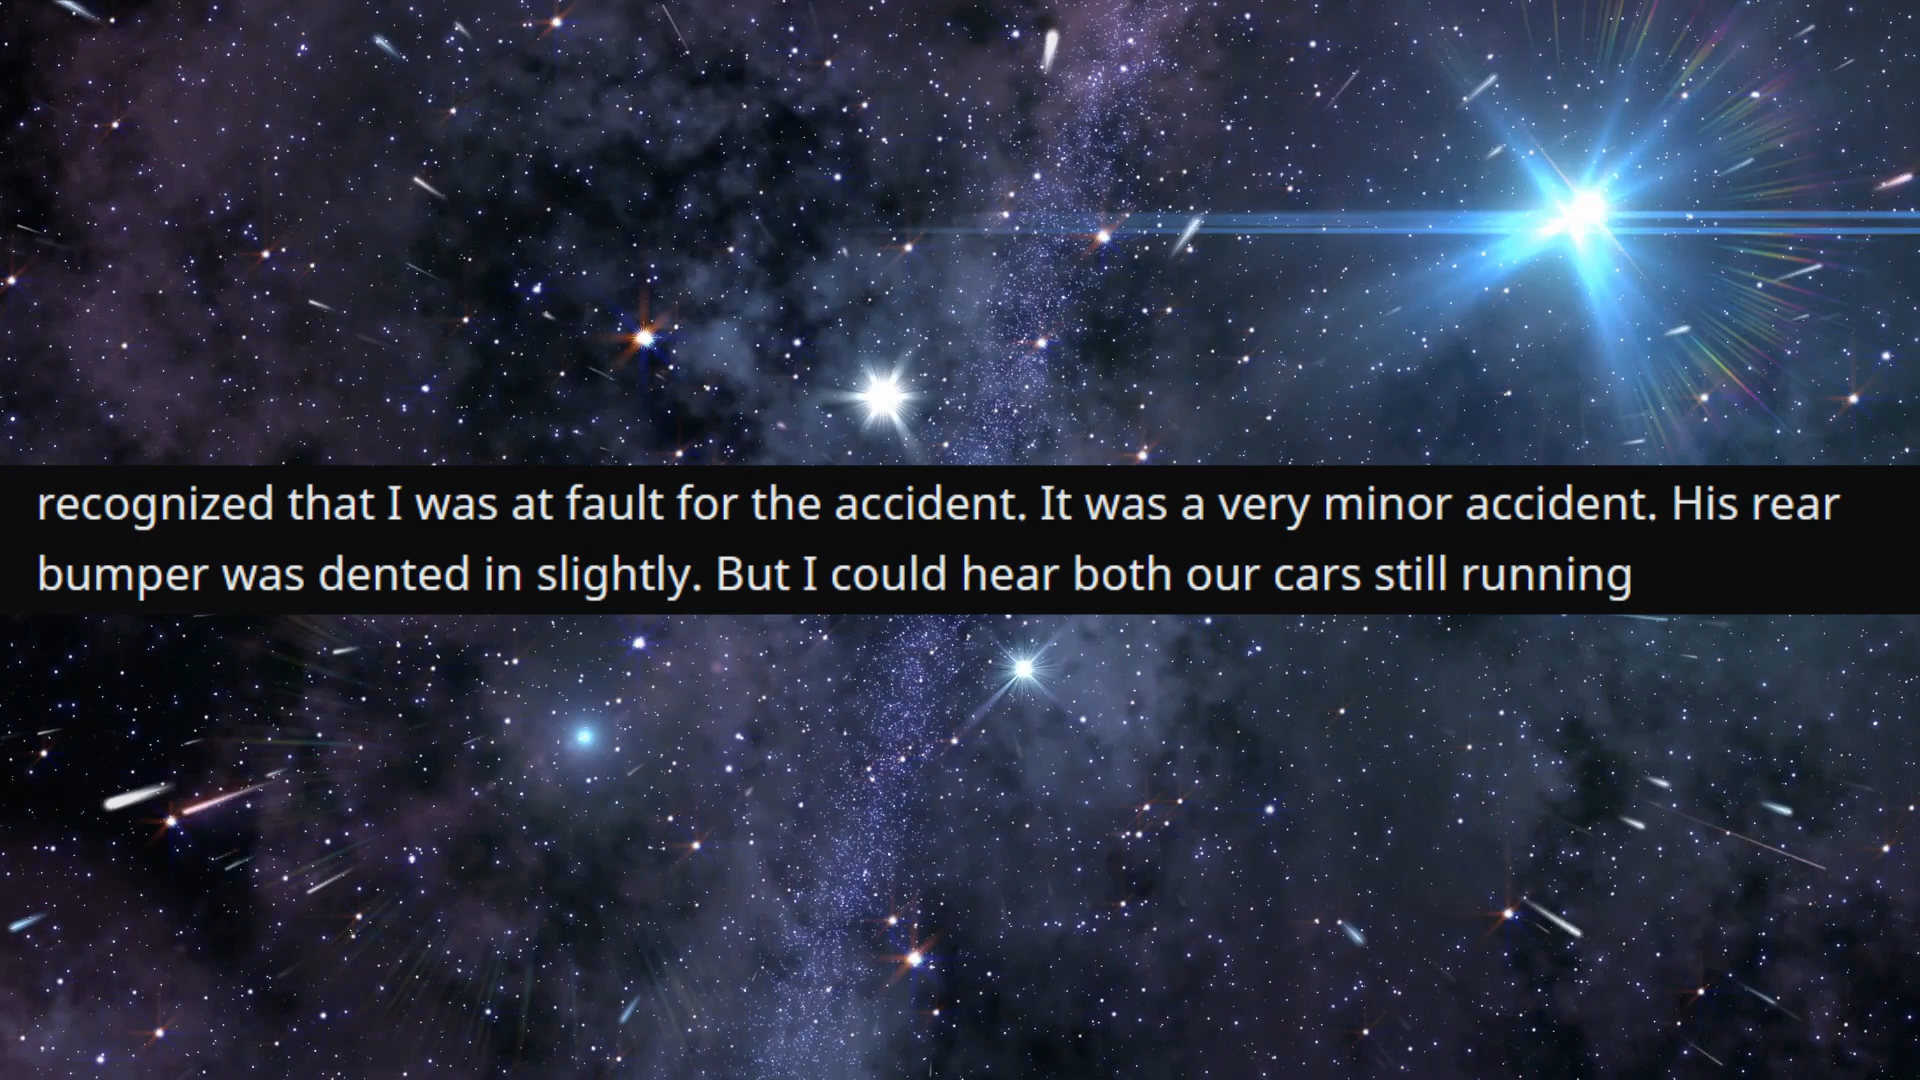 recognized that I was at fault for the accident. It was a very minor accident. His rear
bumper was dented in slightly. But I could hear both our cars still running